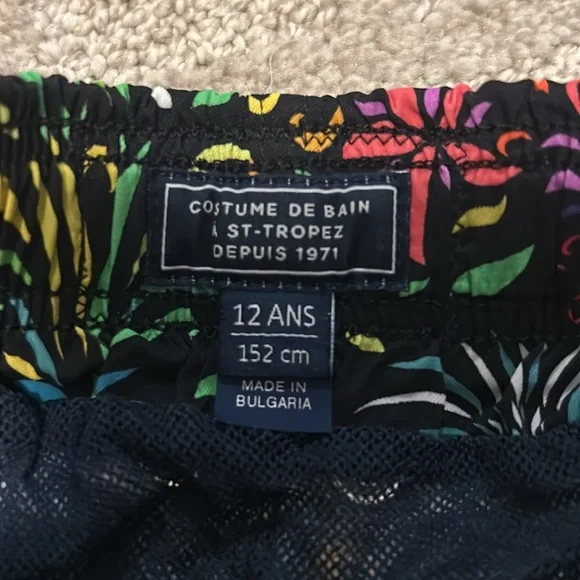 COSTUME DE BAIN
À ST-TROPEZ
DEPUIS 1971
12 ANS
152 cm
MADE IN
BULGARIA